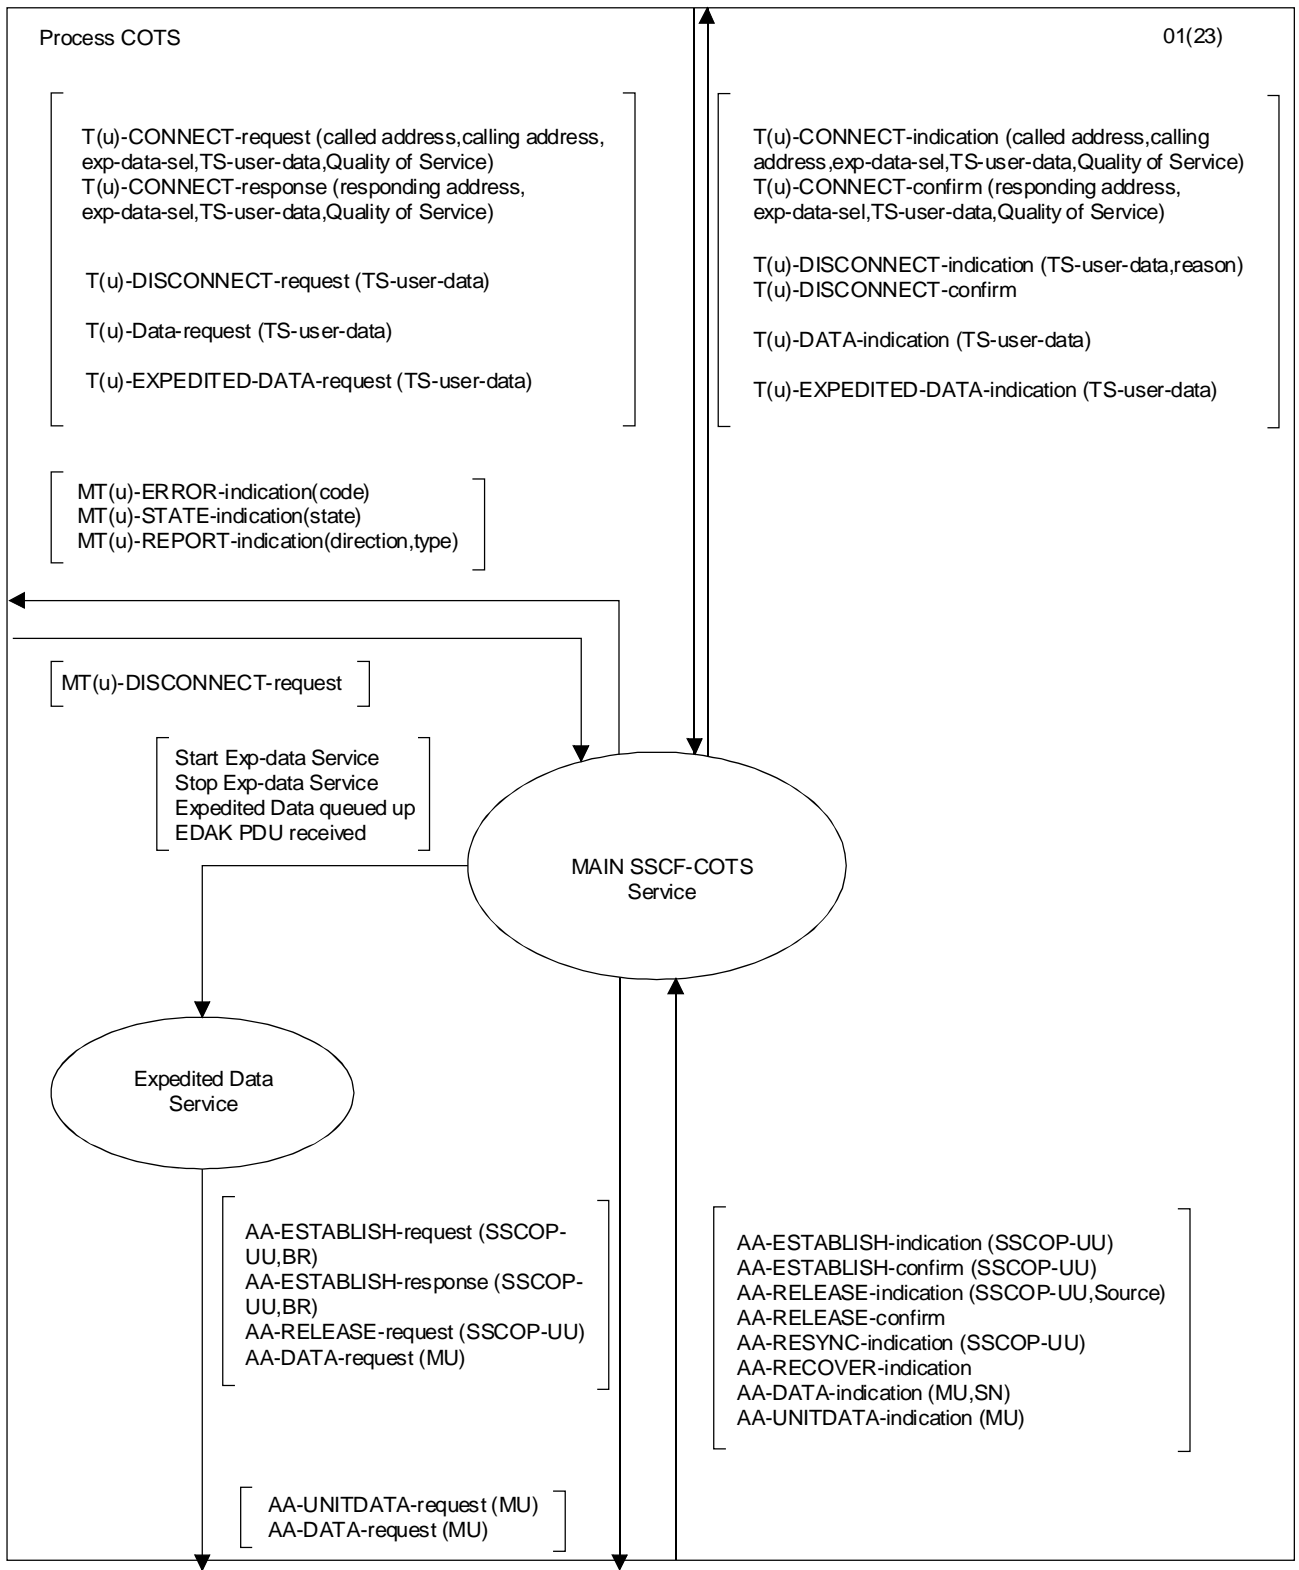 Process COTS
01(23)
T(u)-CONNECT-request (called address,calling address,
exp-data-sel,TS-user-data,Quality of Service)
T(u)-CONNECT-response (responding address,
exp-data-sel,TS-user-data,Quality of Service)
T(u)-DISCONNECT-request (TS-user-data)
T(u)-Data-request (TS-user-data)
T(u)-EXPEDITED-DATA-request (TS-user-data)
T(u)-CONNECT-indication (called address,calling
address,exp-data-sel,TS-user-data,Quality of Service)
T(u)-CONNECT-confirm (responding address,
exp-data-sel,TS-user-data,Quality of Service)
T(u)-DISCONNECT-indication (TS-user-data,reason)
T(u)-DISCONNECT-confirm
T(u)-DATA-indication (TS-user-data)
T(u)-EXPEDITED-DATA-indication (TS-user-data)
MT(u)-ERROR-indication(code)
MT(u)-STATE-indication(state)
MT(u)-REPORT-indication(direction,type)
MT(u)-DISCONNECT-request
Start Exp-data Service
Stop Exp-data Service
Expedited Data queued up
EDAK PDU received
MAIN SSCF-COTS
Service
Expedited Data
Service
AA-ESTABLISH-request (SSCOP-
UU,BR)
AA-ESTABLISH-response (SSCOP-
UU,BR)
AA-RELEASE-request (SSCOP-UU)
AA-DATA-request (MU)
AA-ESTABLISH-indication (SSCOP-UU)
AA-ESTABLISH-confirm (SSCOP-UU)
AA-RELEASE-indication (SSCOP-UU,Source)
AA-RELEASE-confirm
AA-RESYNC-indication (SSCOP-UU)
AA-RECOVER-indication
AA-DATA-indication (MU,SN)
AA-UNITDATA-indication (MU)
AA-UNITDATA-request (MU)
AA-DATA-request (MU)